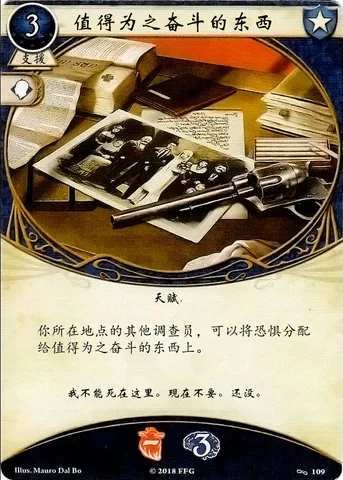 3
值得为之奋斗的东西
支援
天赋.
你所在地点的其他调查员，可以将恐惧分配
给值得为之奋斗的东西上。
我不能死在这里。现在不要。还没。
3
Illus. Mauro Dal Bo
© 2018 FFG
109